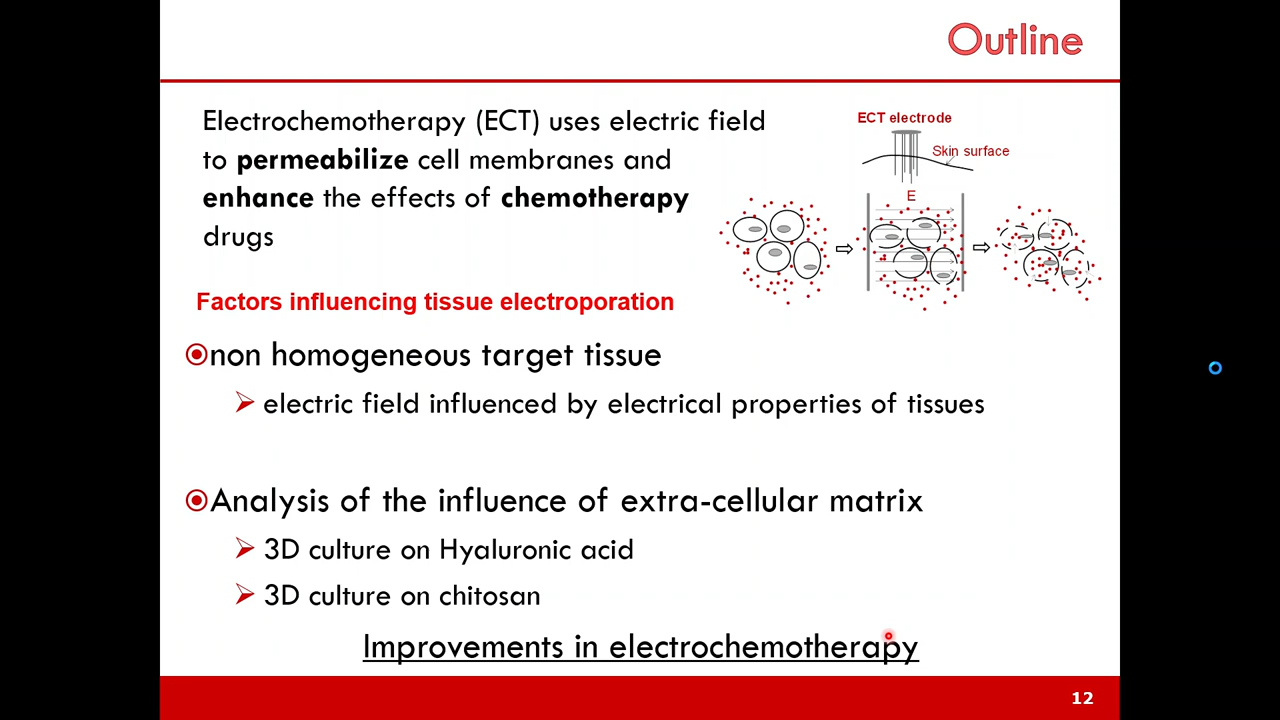 Outline
Electrochemotherapy (ECT) uses electric field
to permeabilize cell membranes and
enhance the effects of chemotherapy
drugs
ECT electrode
Skin surface
E
Factors influencing tissue electroporation
non homogeneous target tissue
electric field influenced by electrical properties of tissues
Analysis of the influence of extra-cellular matrix
3D culture on Hyaluronic acid
3D culture on chitosan
Improvements in electrochemotherapy
12